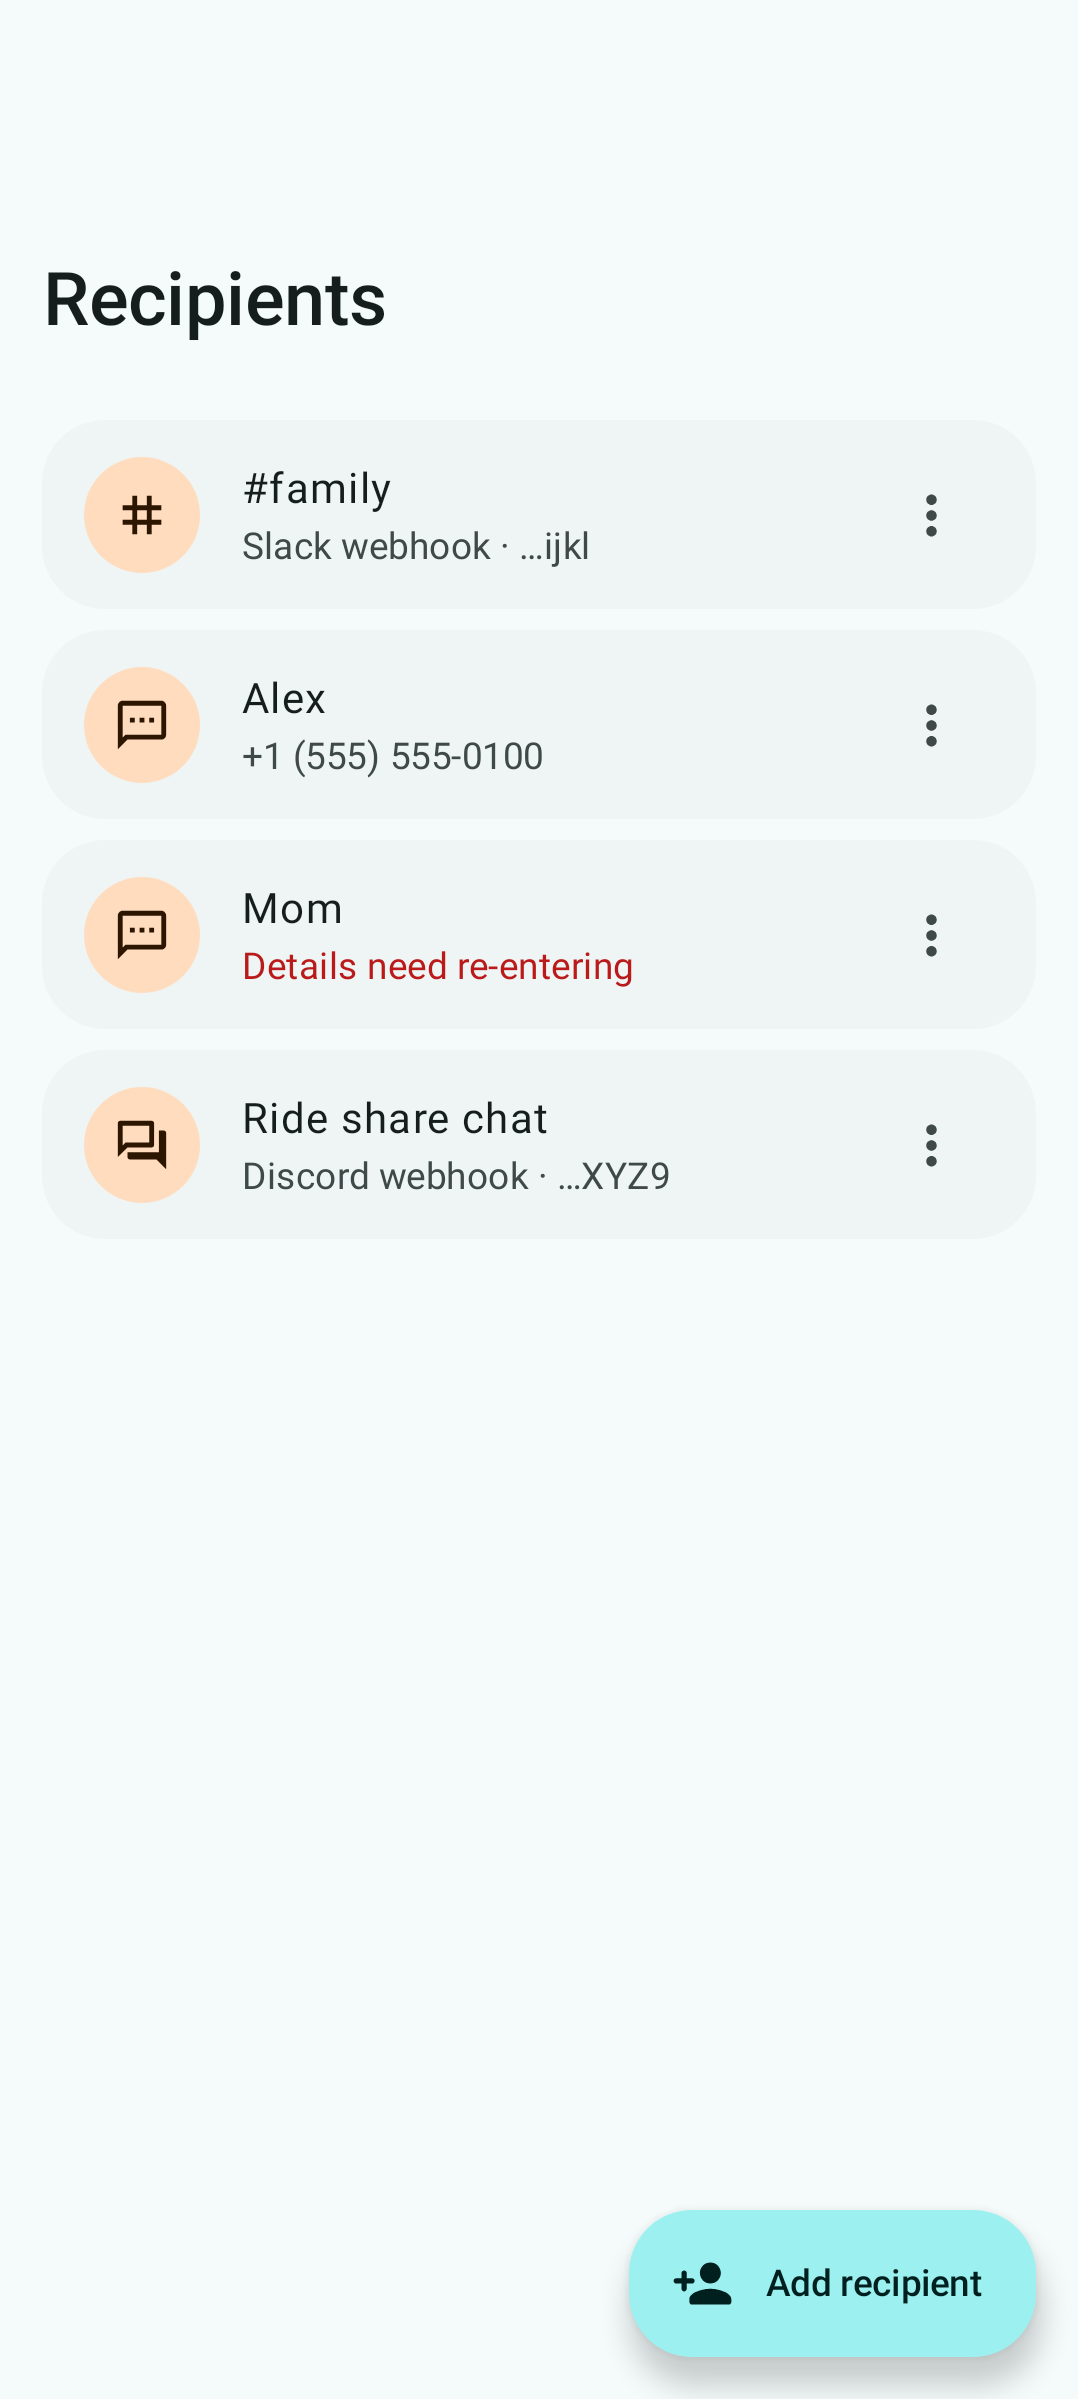 Recipients
#family
Slack webhook · …ijkl
Alex
+1 (555) 555-0100
Mom
Details need re-entering
Ride share chat
Discord webhook · …XYZ9
Add recipient